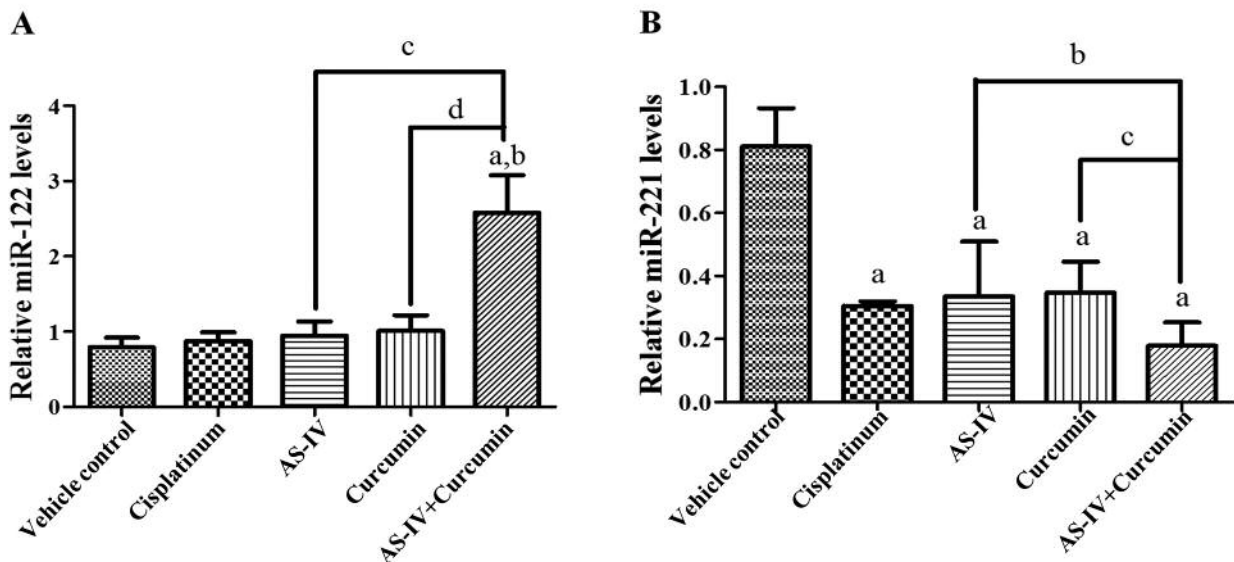 A
Relative miR-122 levels
4
3
2
1
0
c
d
a,b
Vehicle control
Cisplatinum
AS-IV
Curcumin
AS-IV+Curcumin
B
Relative miR-221 levels
1.0
0.8
0.6
0.4
0.2
0.0
b
c
a
a
a
a
Vehicle control
Cisplatinum
AS-IV
Curcumin
AS-IV+Curcumin